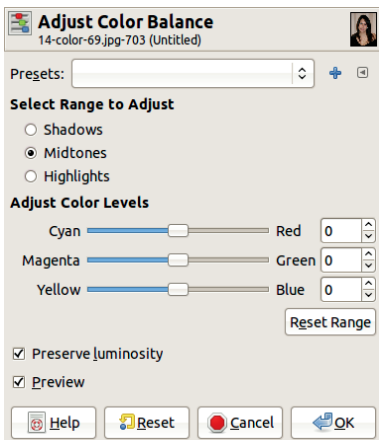 Adjust Color Balance
14-color-69.jpg-703 (Untitled)
Presets:
Select Range to Adjust
Shadows
Midtones
Highlights
Adjust Color Levels
Cyan Red 0
Magenta Green 0
Yellow Blue 0
Reset Range
Preserve luminosity
Preview
Help Reset Cancel OK